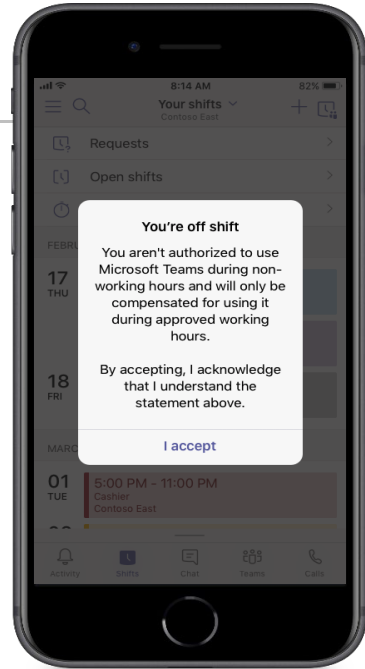 8:14 AM
82%
Your shifts
Contoso East
Requests
Open shifts
You're off shift
You aren't authorized to use
Microsoft Teams during non-
working hours and will only be
compensated for using it
during approved working
hours.
By accepting, I acknowledge
that I understand the
statement above.
I accept
FEBRU
17
THU
18
FRI
MARC
01
TUE
5:00 PM - 11:00 PM
Cashier
Contoso East
Activity
Shifts
Chat
Teams
Calls